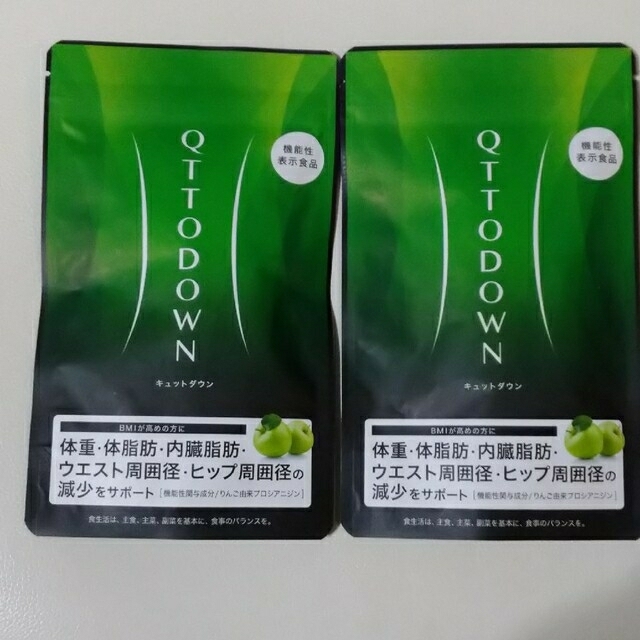 QTTODOWN
機能性
表示食品
キュットダウン
BMIが高めの方に
体重・体脂肪・内臓脂肪・
ウエスト周囲径・ヒップ周囲径の
減少をサポート [機能性関与成分/りんご由来プロシアニジン]
食生活は、主食、主菜、副菜を基本に、食事のバランスを。
QTTODOWN
機能性
表示食品
キュットダウン
BMIが高めの方に
体重・体脂肪・内臓脂肪・
ウエスト周囲径・ヒップ周囲径の
減少をサポート [機能性関与成分/りんご由来プロシアニジン]
食生活は、主食、主菜、副菜を基本に、食事のバランスを。